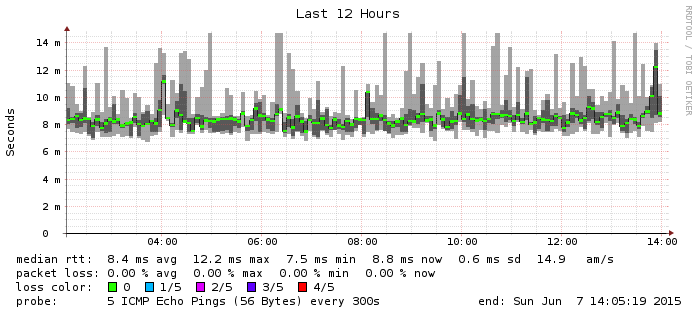 Last 12 Hours
RRDTOOL / TOBI OETIKER
Seconds
14 m
12 m
10 m
8 m
6 m
4 m
2 m
0
04:00 06:00 08:00 10:00 12:00 14:00
median rtt: 8.4 ms avg 12.2 ms max 7.5 ms min 8.8 ms now 0.6 ms sd 14.9 am/s
packet loss: 0.00 % avg 0.00 % max 0.00 % min 0.00 % now
loss color: 0 1/5 2/5 3/5 4/5
probe: 5 ICMP Echo Pings (56 Bytes) every 300s end: Sun Jun 7 14:05:19 2015